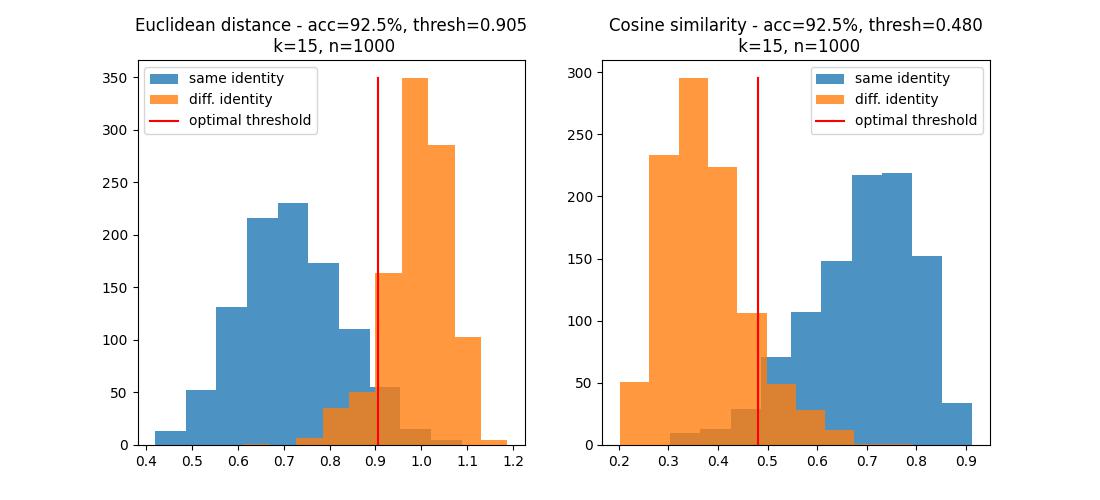 Euclidean distance - acc=92.5%, thresh=0.905
k=15, n=1000
same identity
diff. identity
optimal threshold
350
300
250
200
150
100
50
0
0.4 0.5 0.6 0.7 0.8 0.9 1.0 1.1 1.2
Cosine similarity - acc=92.5%, thresh=0.480
k=15, n=1000
same identity
diff. identity
optimal threshold
300
250
200
150
100
50
0
0.2 0.3 0.4 0.5 0.6 0.7 0.8 0.9